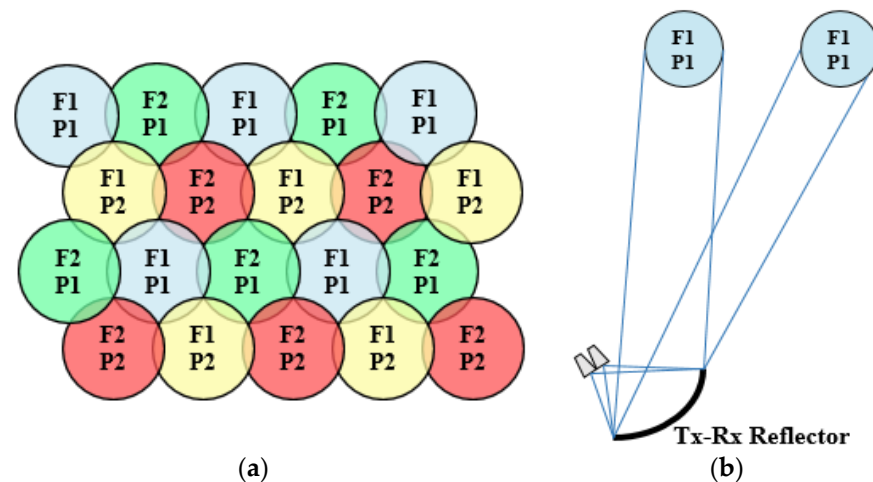 F1 F2 F1 F2 F1
P1 P1 P1 P1 P1
F1 F2 F1 F2 F1
P2 P2 P2 P2 P2
F2 F1 F2 F1 F2
P1 P1 P1 P1 P1
F2 F1 F2 F1 F2
P2 P2 P2 P2 P2
(a)
F1 F1
P1 P1
Tx-Rx Reflector
(b)